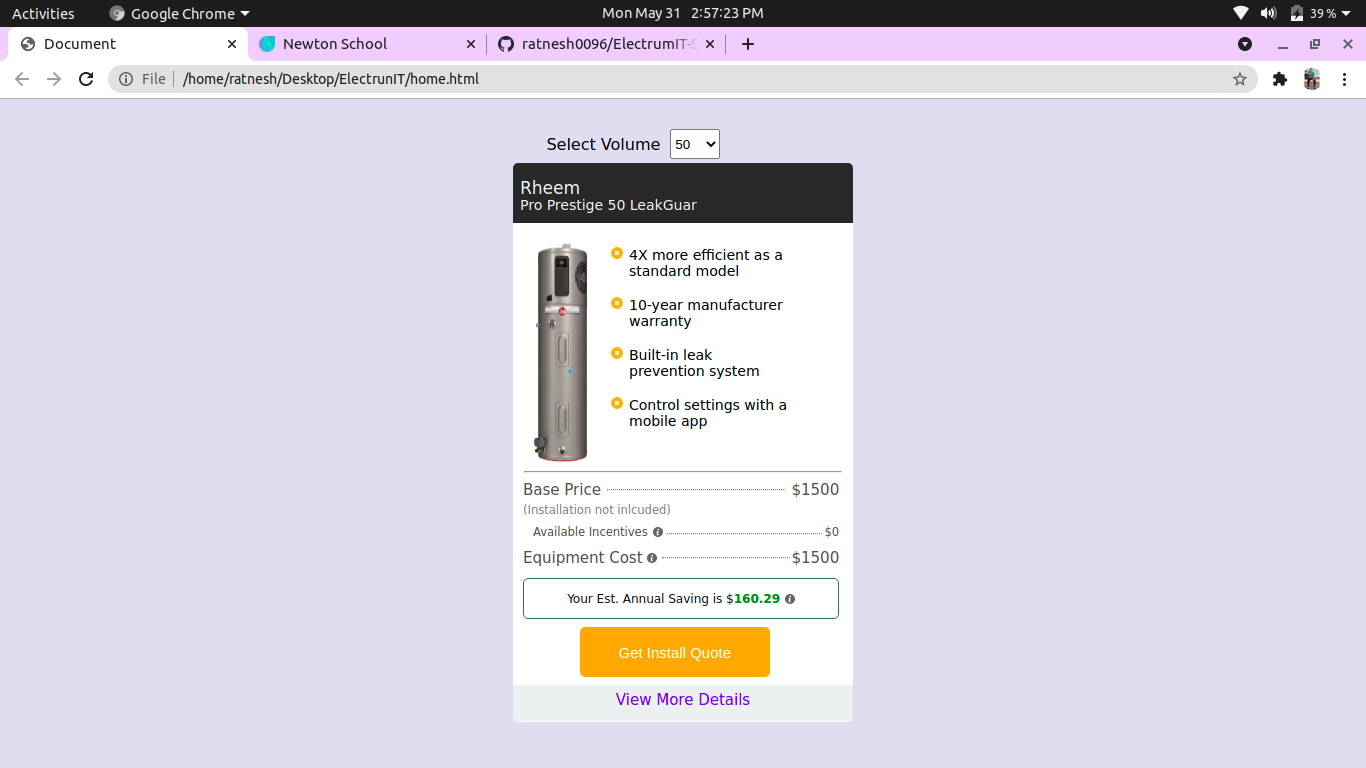 Activities Google Chrome Mon May 31 2:57:23 PM 39 %
Document Newton School ratnesh0096/ElectrumIT-S
File /home/ratnesh/Desktop/ElectrunIT/home.html
Select Volume 50
Rheem
Pro Prestige 50 LeakGuar
4X more efficient as a
standard model
10-year manufacturer
warranty
Built-in leak
prevention system
Control settings with a
mobile app
Base Price $1500
(Installation not inlcuded)
Available Incentives $0
Equipment Cost $1500
Your Est. Annual Saving is $160.29
Get Install Quote
View More Details